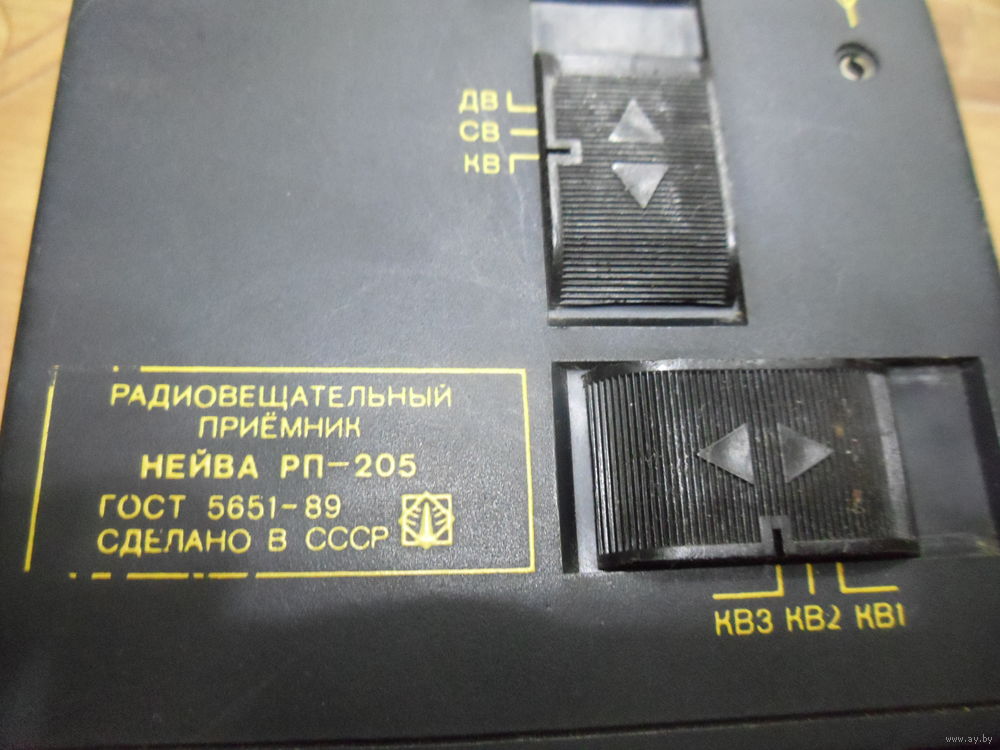 ДВ
СВ
КВ
РАДИОВЕЩАТЕЛЬНЫЙ
ПРИЁМНИК
НЕЙВА РП-205
ГОСТ 5651-89
СДЕЛАНО В СССР
КВ3 КВ2 КВ1
www.ay.by